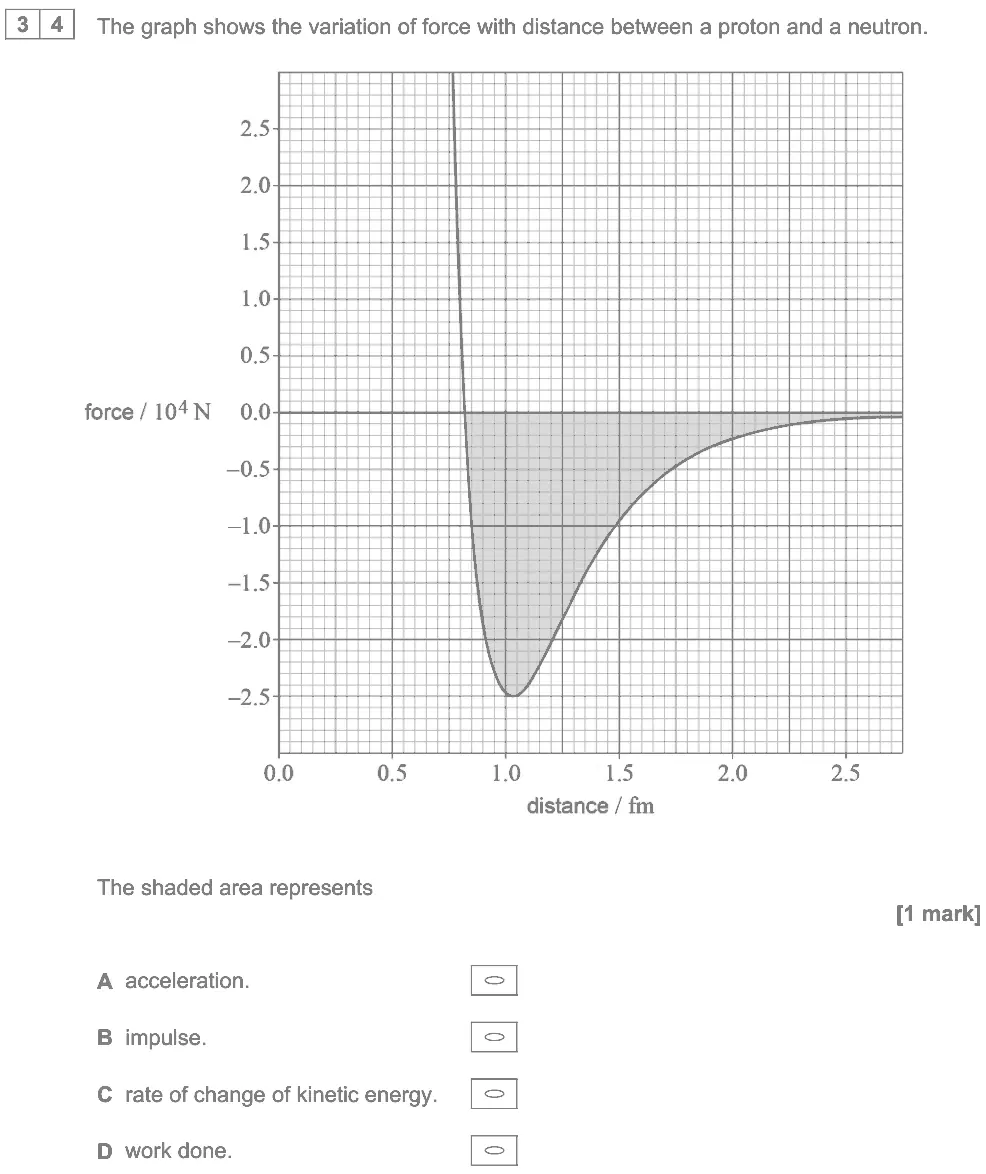 3 4 The graph shows the variation of force with distance between a proton and a neutron.
2.5
2.0
1.5
1.0
0.5
force / 10⁴ N 0.0
−0.5
−1.0
−1.5
−2.0
−2.5
0.0 0.5 1.0 1.5 2.0 2.5
distance / fm
The shaded area represents
[1 mark]
A acceleration.
B impulse.
C rate of change of kinetic energy.
D work done.